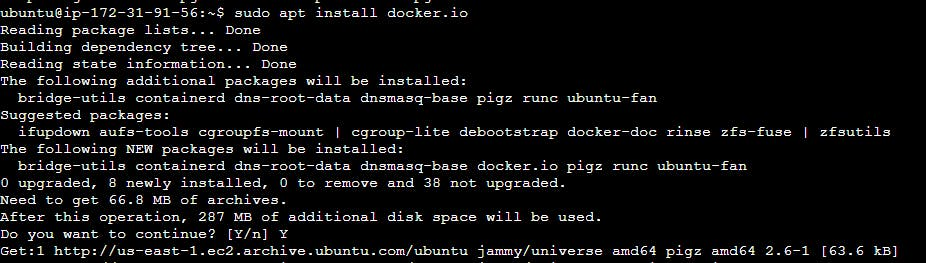 ubuntu@ip-172-31-91-56:~$ sudo apt install docker.io
Reading package lists... Done
Building dependency tree... Done
Reading state information... Done
The following additional packages will be installed:
  bridge-utils containerd dns-root-data dnsmasq-base pigz runc ubuntu-fan
Suggested packages:
  ifupdown aufs-tools cgroupfs-mount | cgroup-lite debootstrap docker-doc rinse zfs-fuse | zfsutils
The following NEW packages will be installed:
  bridge-utils containerd dns-root-data dnsmasq-base docker.io pigz runc ubuntu-fan
0 upgraded, 8 newly installed, 0 to remove and 38 not upgraded.
Need to get 66.8 MB of archives.
After this operation, 287 MB of additional disk space will be used.
Do you want to continue? [Y/n] Y
Get:1 http://us-east-1.ec2.archive.ubuntu.com/ubuntu jammy/universe amd64 pigz amd64 2.6-1 [63.6 kB]